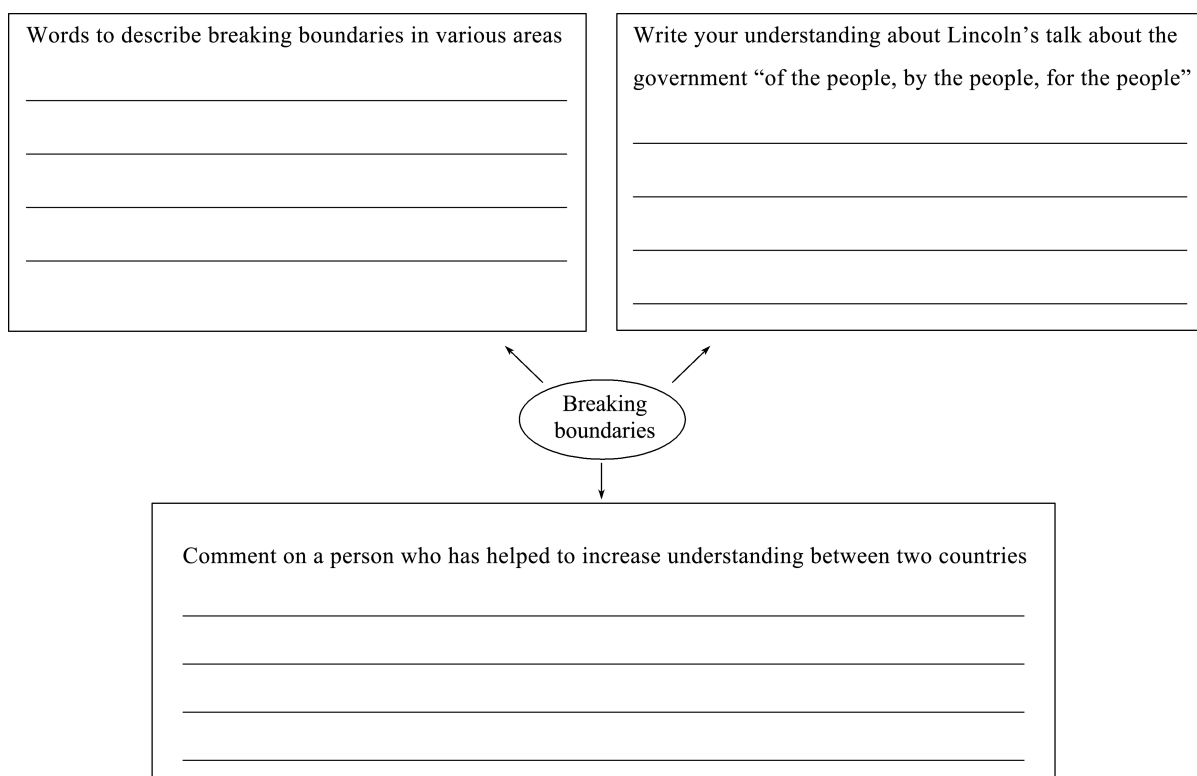 Words to describe breaking boundaries in various areas
Write your understanding about Lincoln’s talk about the
government “of the people, by the people, for the people”
Breaking
boundaries
Comment on a person who has helped to increase understanding between two countries